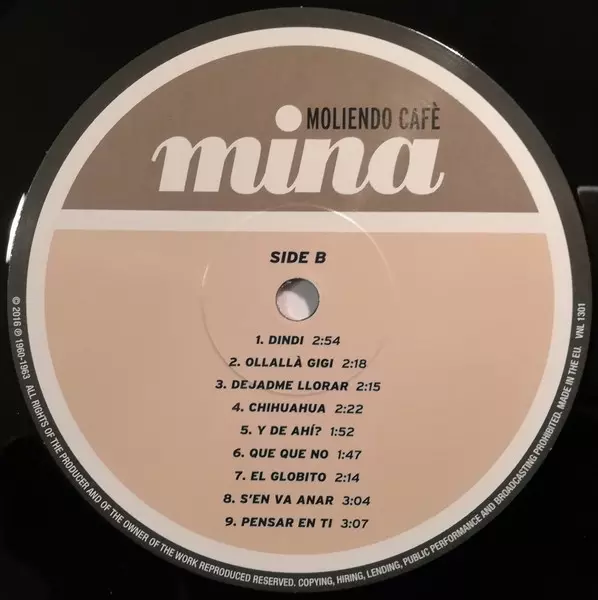 MOLIENDO CAFÈ
mina
SIDE B
1. DINDI 2:54
2. OLLALLÀ GIGI 2:18
3. DEJADME LLORAR 2:15
4. CHIHUAHUA 2:22
5. Y DE AHÍ? 1:52
6. QUE QUE NO 1:47
7. EL GLOBITO 2:14
8. S'EN VA ANAR 3:04
9. PENSAR EN TI 3:07
© 2016 ℗ 1960-1963 ALL RIGHTS OF THE PRODUCER AND OF THE OWNER OF THE WORK REPRODUCED RESERVED. COPYING, HIRING, LENDING, PUBLIC PERFORMANCE AND BROADCASTING PROHIBITED. MADE IN THE EU. VNL 1301